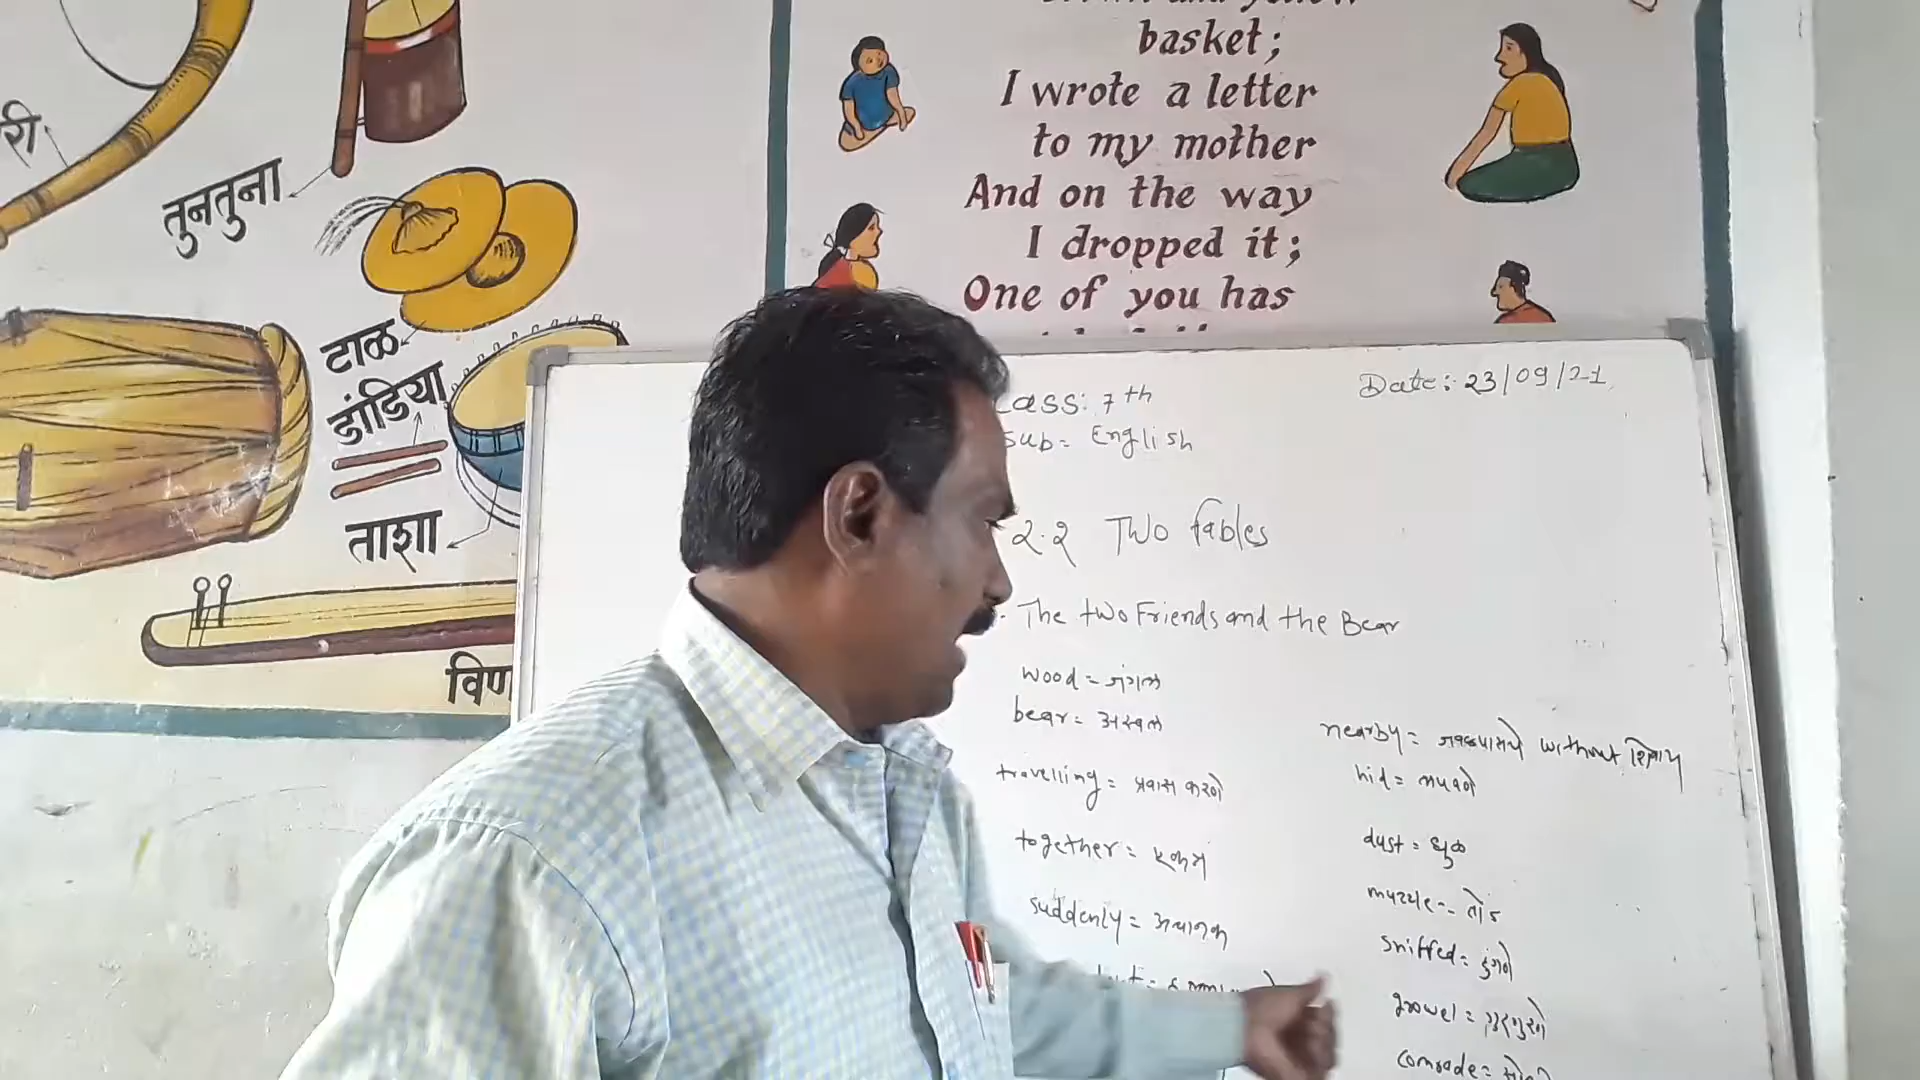 री
तुनतुना
टाळ
डांडिया
ताशा
विण
basket;
I wrote a letter
to my mother
And on the way
I dropped it;
One of you has
Class: 7th
Sub= English
Date: 23/09/21
2.2 Two fables
The two Friends and the Bear
wood = जंगल
bear = अस्वल
travelling = प्रवास करणे
together = एकत्र
suddenly = अचानक
nearby = जवळपासचे without शिवाय
hid = लपणे
dust = धुळ
muzzle = तोंड
sniffed = हुंगणे
growel = गुरगुरणे
comrade =